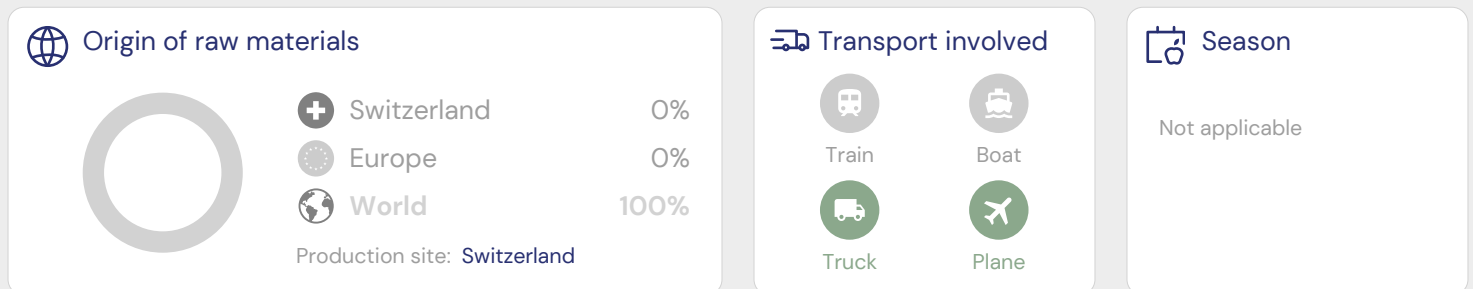 Origin of raw materials
Switzerland 0%
Europe 0%
World 100%
Production site: Switzerland
Transport involved
Train Boat
Truck Plane
Season
Not applicable